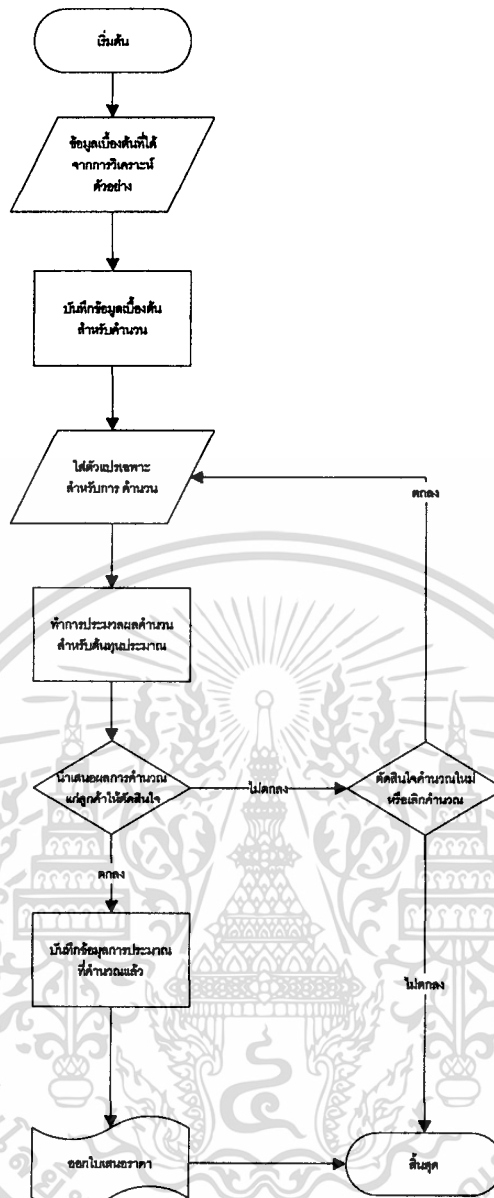 เริ่มต้น
ข้อมูลเบื้องต้นที่ได้
จากการวิเคราะห์
ตัวอย่าง
บันทึกข้อมูลเบื้องต้น
สำหรับคำนวน
ใส่ตัวแปรเฉพาะ
สำหรับการ คำนวน
ตกลง
ทำการประมวลผลคำนวน
สำหรับต้นทุนประมาณ
นำเสนอผลการคำนวณ
แก่ลูกค้าให้ตัดสินใจ
ไม่ตกลง
ตัดสินใจคำนวณใหม่
หรือเลิกคำนวณ
ตกลง
บันทึกข้อมูลการประมาณ
ที่คำนวณแล้ว
ไม่ตกลง
ออกใบเสนอราคา
สิ้นสุด